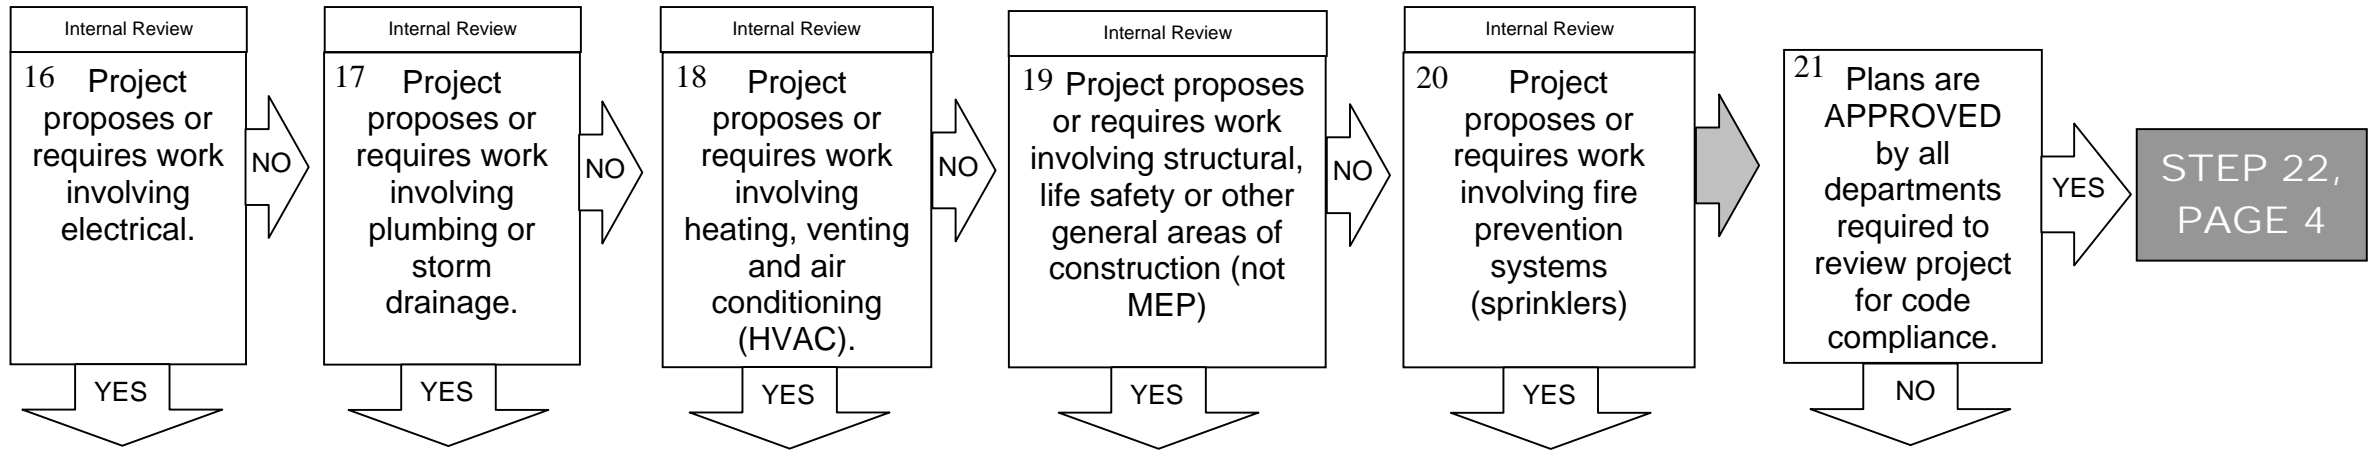 Internal Review
16 Project
proposes or
requires work
involving
electrical.
YES
NO
Internal Review
17 Project
proposes or
requires work
involving
plumbing or
storm
drainage.
YES
NO
Internal Review
18 Project
proposes or
requires work
involving
heating, venting
and air
conditioning
(HVAC).
YES
NO
Internal Review
19 Project proposes
or requires work
involving structural,
life safety or other
general areas of
construction (not
MEP)
YES
NO
Internal Review
20 Project
proposes or
requires work
involving fire
prevention
systems
(sprinklers)
YES
21 Plans are
APPROVED
by all
departments
required to
review project
for code
compliance.
NO
YES
STEP 22,
PAGE 4